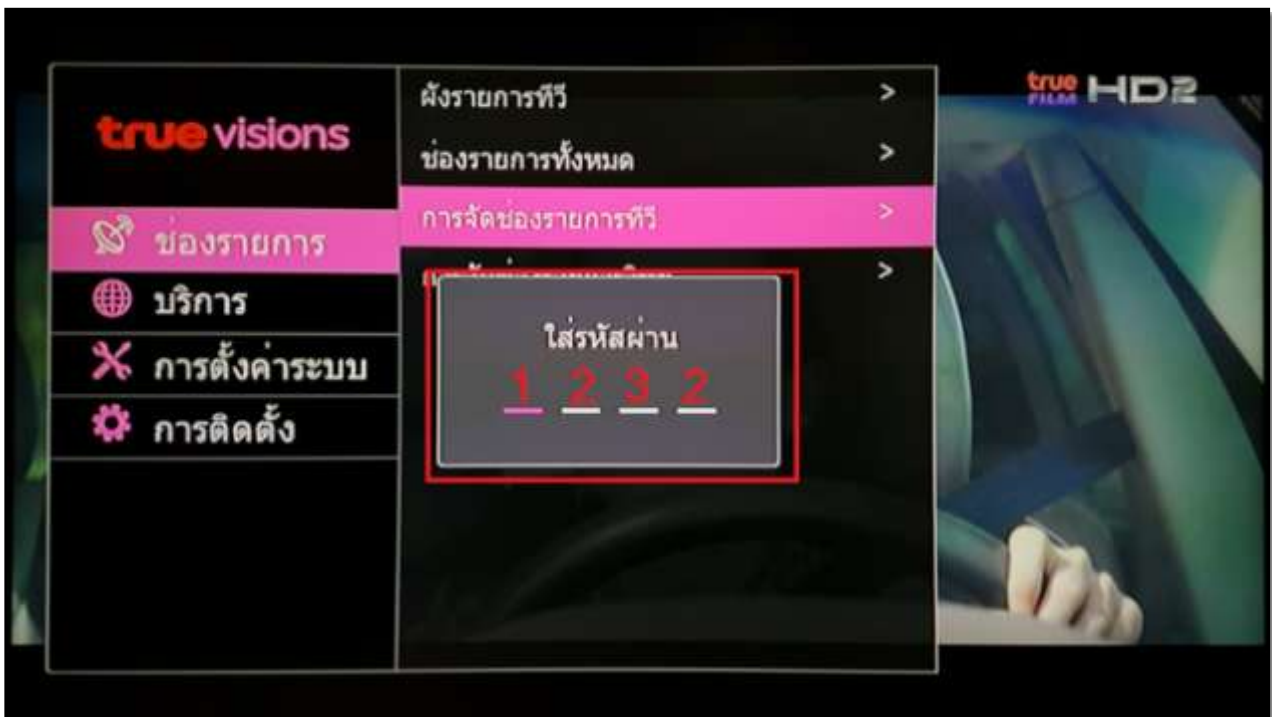 true visions
ช่องรายการ
บริการ
การตั้งค่าระบบ
การติดตั้ง
ผังรายการทีวี >
ช่องรายการทั้งหมด >
การจัดช่องรายการทีวี >
>
ใส่รหัสผ่าน
1 2 3 2
true FILM HD2